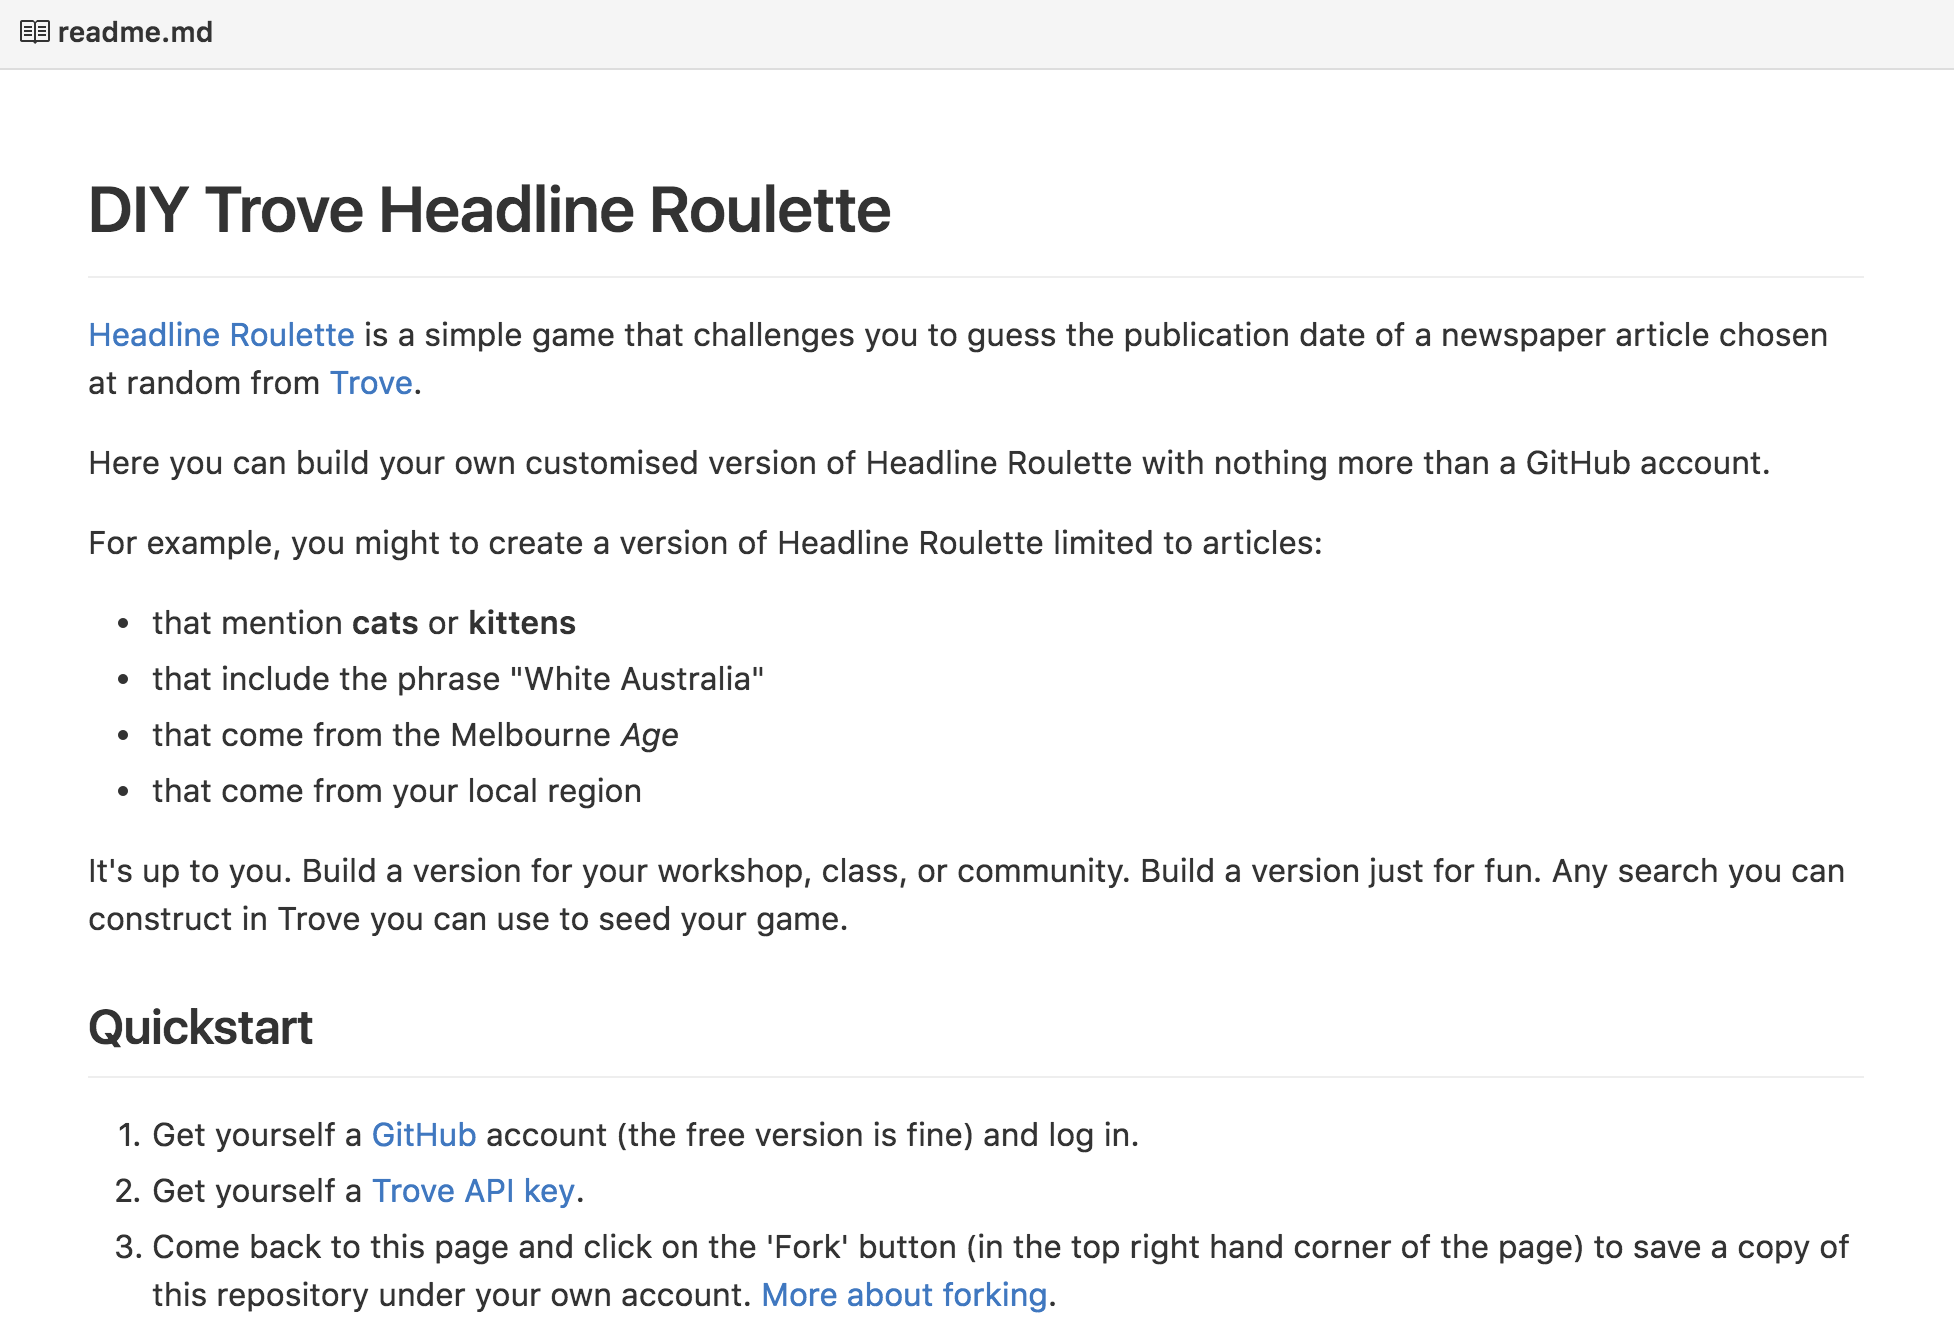 readme.md
DIY Trove Headline Roulette
Headline Roulette is a simple game that challenges you to guess the publication date of a newspaper article chosen
at random from Trove.
Here you can build your own customised version of Headline Roulette with nothing more than a GitHub account.
For example, you might to create a version of Headline Roulette limited to articles:
• that mention cats or kittens
• that include the phrase "White Australia"
• that come from the Melbourne Age
• that come from your local region
It's up to you. Build a version for your workshop, class, or community. Build a version just for fun. Any search you can
construct in Trove you can use to seed your game.
Quickstart
1. Get yourself a GitHub account (the free version is fine) and log in.
2. Get yourself a Trove API key.
3. Come back to this page and click on the 'Fork' button (in the top right hand corner of the page) to save a copy of
this repository under your own account. More about forking.